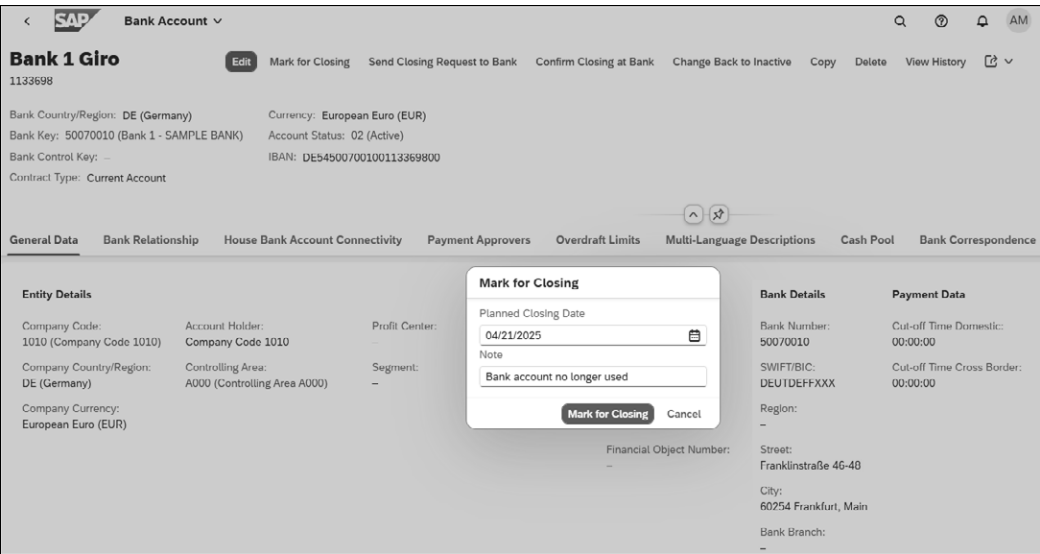 SAP Bank Account AM
Bank 1 Giro Edit Mark for Closing Send Closing Request to Bank Confirm Closing at Bank Change Back to Inactive Copy Delete View History
1133698
Bank Country/Region: DE (Germany) Currency: European Euro (EUR)
Bank Key: 50070010 (Bank 1 - SAMPLE BANK) Account Status: 02 (Active)
Bank Control Key: – IBAN: DE54500700100113369800
Contract Type: Current Account
General Data Bank Relationship House Bank Account Connectivity Payment Approvers Overdraft Limits Multi-Language Descriptions Cash Pool Bank Correspondence
Mark for Closing
Planned Closing Date
04/21/2025
Note
Bank account no longer used
Mark for Closing Cancel
Entity Details
Company Code: Account Holder: Profit Center:
1010 (Company Code 1010) Company Code 1010 –
Company Country/Region: Controlling Area: Segment:
DE (Germany) A000 (Controlling Area A000) –
Company Currency:
European Euro (EUR)
Financial Object Number:
–
Bank Details Payment Data
Bank Number: Cut-off Time Domestic:
50070010 00:00:00
SWIFT/BIC: Cut-off Time Cross Border:
DEUTDEFFXXX 00:00:00
Region:
–
Street:
Franklinstraße 46-48
City:
60254 Frankfurt, Main
Bank Branch:
–